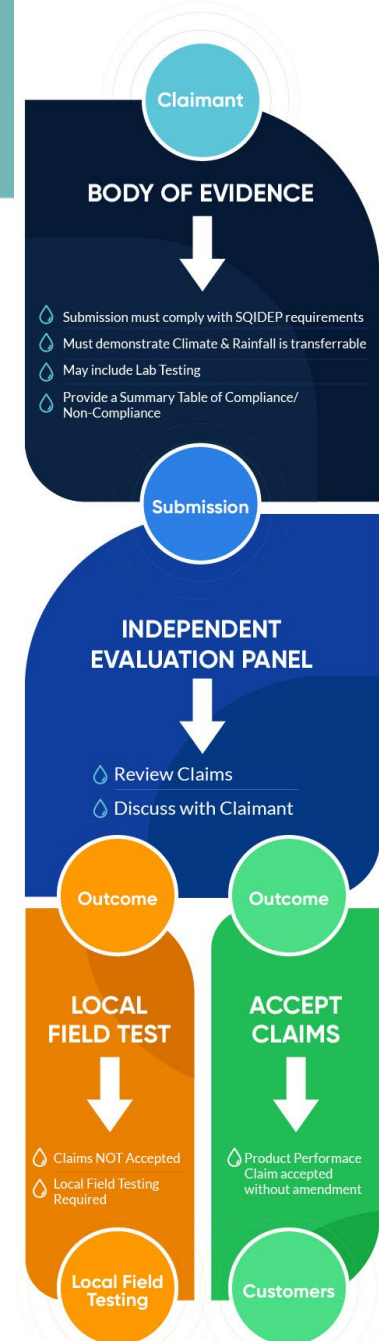 Claimant
BODY OF EVIDENCE
Submission must comply with SQIDEP requirements
Must demonstrate Climate & Rainfall is transferrable
May include Lab Testing
Provide a Summary Table of Compliance/
Non-Compliance
Submission
INDEPENDENT
EVALUATION PANEL
Review Claims
Discuss with Claimant
Outcome
LOCAL
FIELD TEST
Claims NOT Accepted
Local Field Testing
Required
Local Field
Testing
Outcome
ACCEPT
CLAIMS
Product Performace
Claim accepted
without amendment
Customers